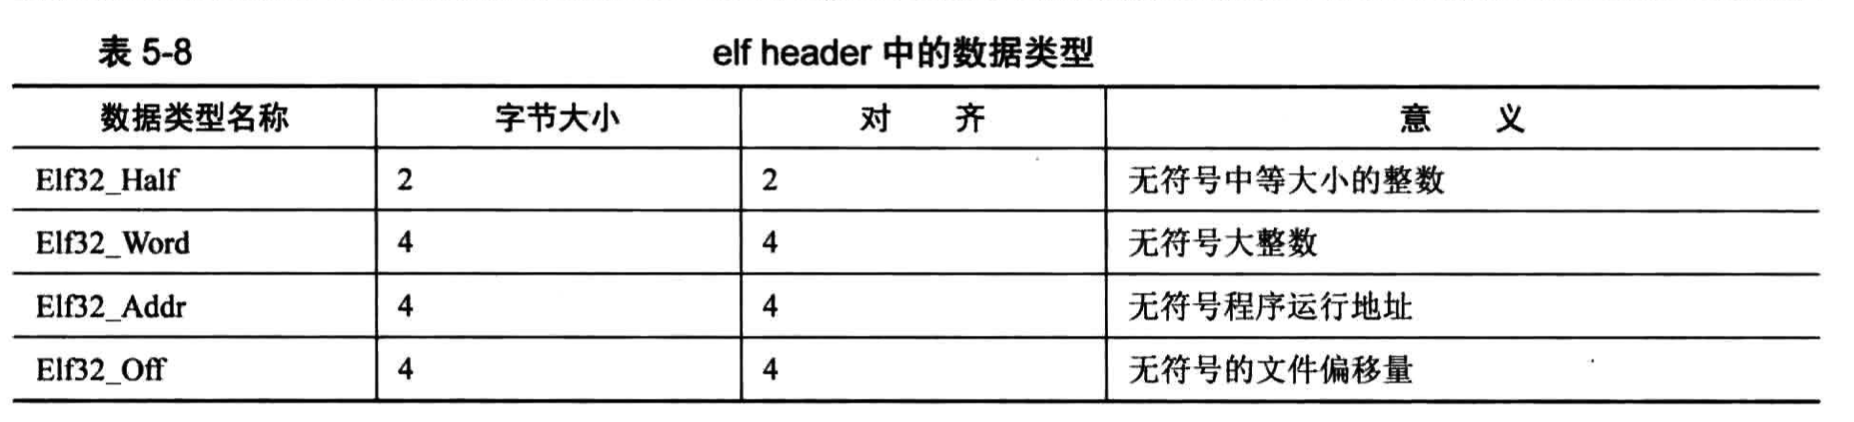 表 5-8 elf header 中的数据类型
数据类型名称 字节大小 对 齐 意 义
Elf32_Half 2 2 无符号中等大小的整数
Elf32_Word 4 4 无符号大整数
Elf32_Addr 4 4 无符号程序运行地址
Elf32_Off 4 4 无符号的文件偏移量